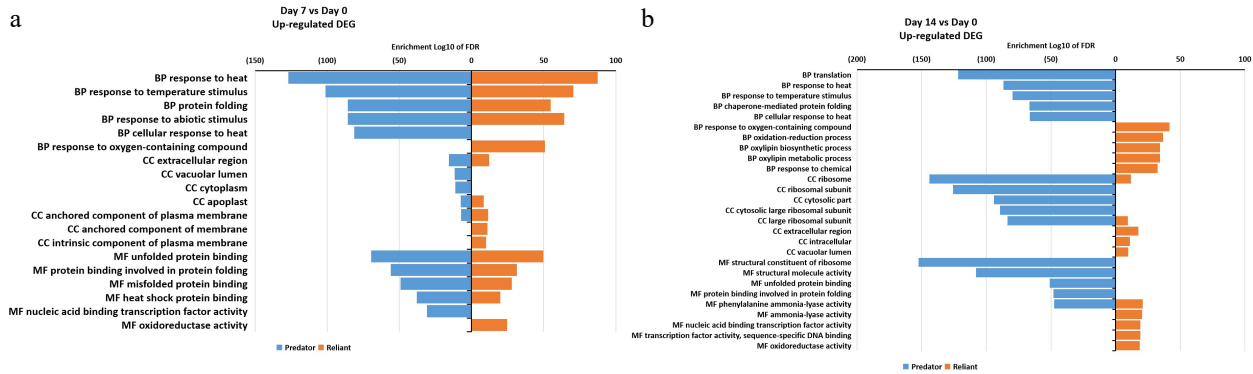 a
Day 7 vs Day 0
Up-regulated DEG
Enrichment Log10 of FDR
(150 (100 (50 0 50 100
BP response to heat
BP response to temperature stimulus
BP protein folding
BP response to abiotic stimulus
BP cellular response to heat
BP response to oxygen-containing compound
CC extracellular region
CC vacuolar lumen
CC cytoplasm
CC apoplast
CC anchored component of plasma membrane
CC anchored component of membrane
CC intrinsic component of plasma membrane
MF unfolded protein binding
MF protein binding involved in protein folding
MF misfolded protein binding
MF heat shock protein binding
MF nucleic acid binding transcription factor activity
MF oxidoreductase activity
Predator Reliant
b
Day 14 vs Day 0
Up-regulated DEG
Enrichment Log10 of FDR
(2000 (1500 (1000 (500 0 50 100
BP translation
BP response to heat
BP response to temperature stimulus
BP chaperone-mediated protein folding
BP cellular response to heat
BP response to oxygen-containing compound
BP oxidation-reduction process
BP oxylipin biosynthetic process
BP oxylipin metabolic process
BP response to chemical
CC ribosome
CC ribosomal subunit
CC cytosolic part
CC cytosolic large ribosomal subunit
CC large ribosomal subunit
CC extracellular region
CC intracellular
CC vacuolar lumen
MF structural constituent of ribosome
MF structural molecule activity
MF unfolded protein binding
MF protein binding involved in protein folding
MF phenylalanine ammonia-lyase activity
MF ammonia-lyase activity
MF nucleic acid binding transcription factor activity
MF transcription factor activity, sequence-specific DNA binding
MF oxidoreductase activity
Predator Reliant